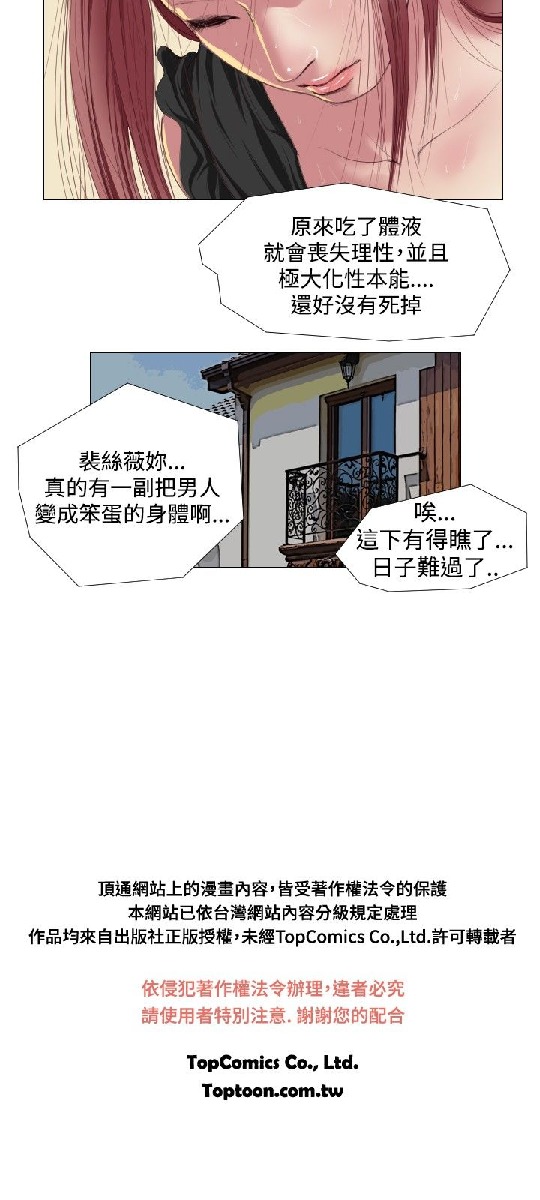 原來吃了體液
就會喪失理性,並且
極大化性本能....
還好沒有死掉
裴絲薇妳...
真的有一副把男人
變成笨蛋的身體啊...
唉...
這下有得瞧了...
日子難過了..
頂通網站上的漫畫內容,皆受著作權法令的保護
本網站已依台灣網站內容分級規定處理
作品均來自出版社正版授權,未經TopComics Co.,Ltd.許可轉載者
依侵犯著作權法令辦理,違者必究
請使用者特別注意. 謝謝您的配合
TopComics Co., Ltd.
Toptoon.com.tw